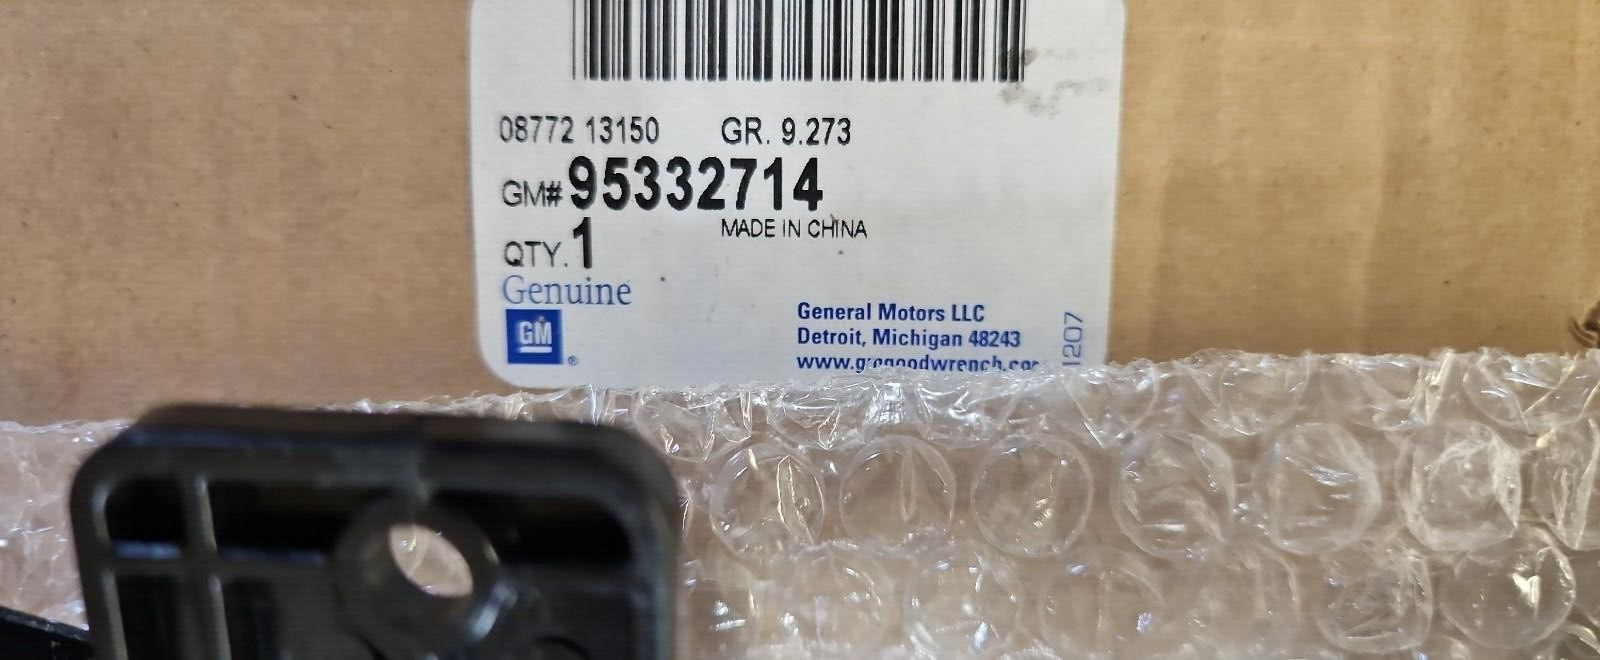 08772 13150 GR. 9.273
GM# 95332714
MADE IN CHINA
QTY. 1
Genuine
GM
®
General Motors LLC
Detroit, Michigan 48243
1207